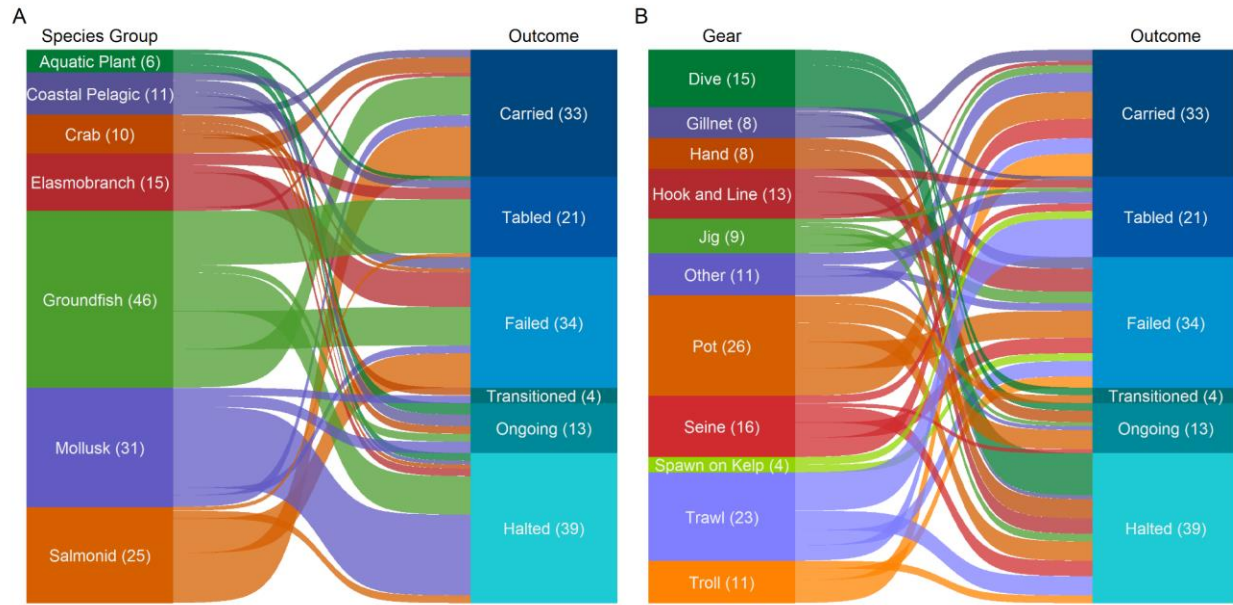 A
Species Group
Outcome
Aquatic Plant (6)
Coastal Pelagic (11)
Crab (10)
Elasmobranch (15)
Groundfish (46)
Mollusk (31)
Salmonid (25)
Carried (33)
Tabled (21)
Failed (34)
Transitioned (4)
Ongoing (13)
Halted (39)
B
Gear
Outcome
Dive (15)
Gillnet (8)
Hand (8)
Hook and Line (13)
Jig (9)
Other (11)
Pot (26)
Seine (16)
Spawn on Kelp (4)
Trawl (23)
Troll (11)
Carried (33)
Tabled (21)
Failed (34)
Transitioned (4)
Ongoing (13)
Halted (39)